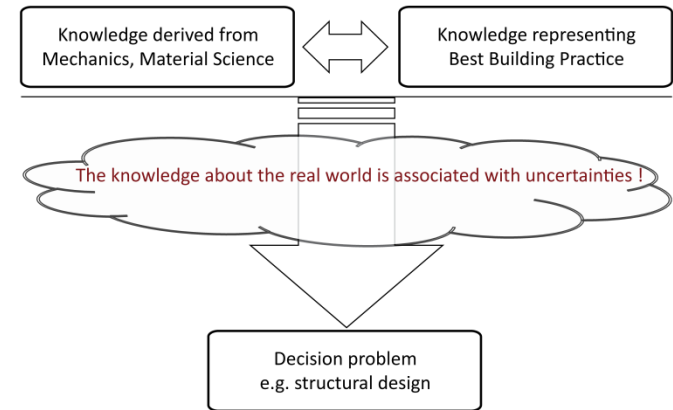 Knowledge derived from
Mechanics, Material Science
Knowledge representing
Best Building Practice
The knowledge about the real world is associated with uncertainties !
Decision problem
e.g. structural design